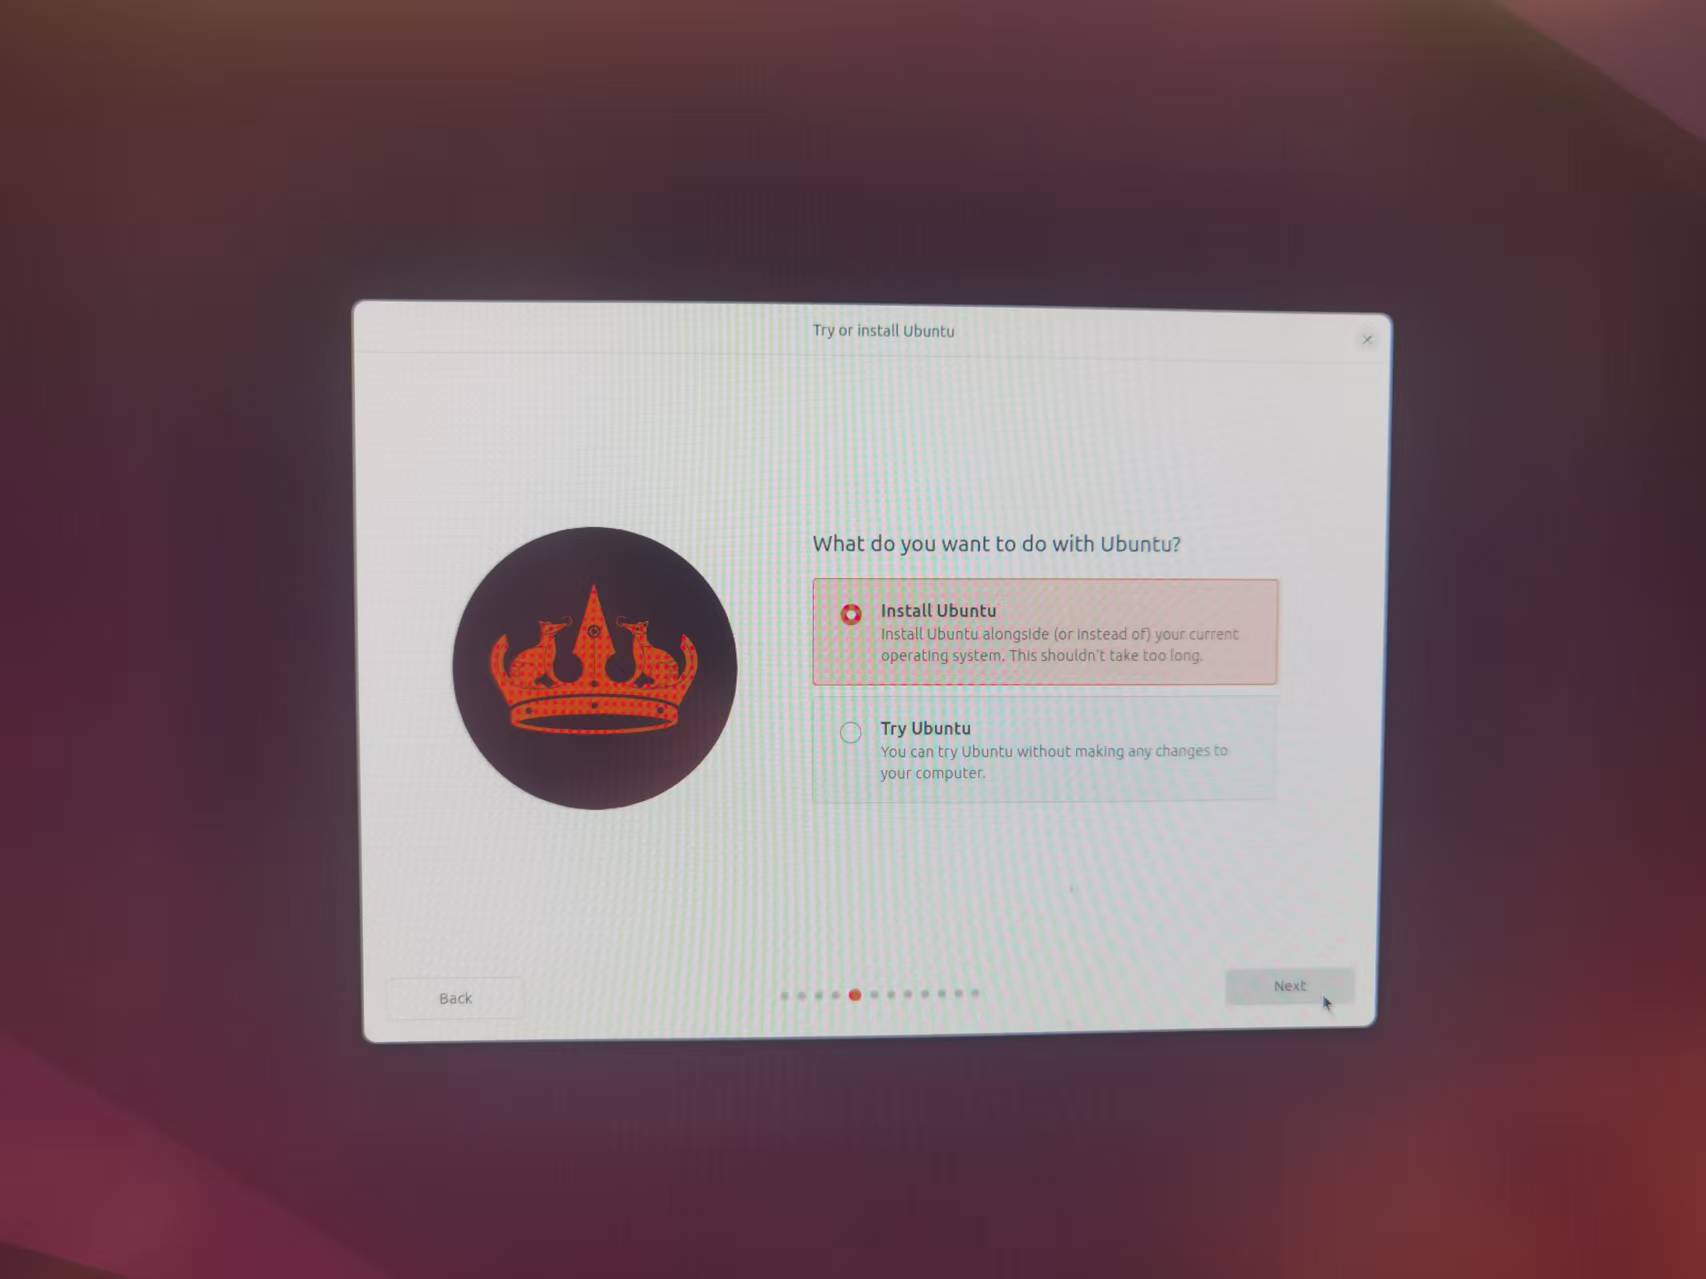 Try or install Ubuntu
What do you want to do with Ubuntu?
Install Ubuntu
Install Ubuntu alongside (or instead of) your current
operating system. This shouldn't take too long.
Try Ubuntu
You can try Ubuntu without making any changes to
your computer.
Back
Next